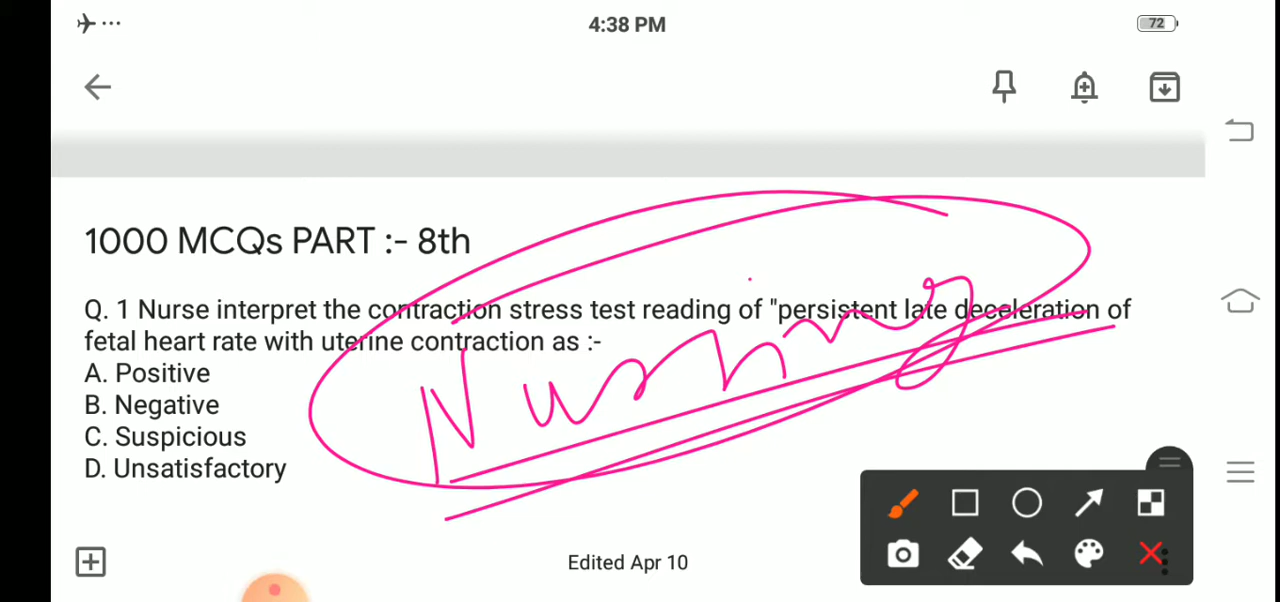 4:38 PM
72
1000 MCQs PART :- 8th
Q. 1 Nurse interpret the contraction stress test reading of "persistent late deceleration of
fetal heart rate with uterine contraction as :-
Nursing
A. Positive
B. Negative
C. Suspicious
D. Unsatisfactory
Edited Apr 10